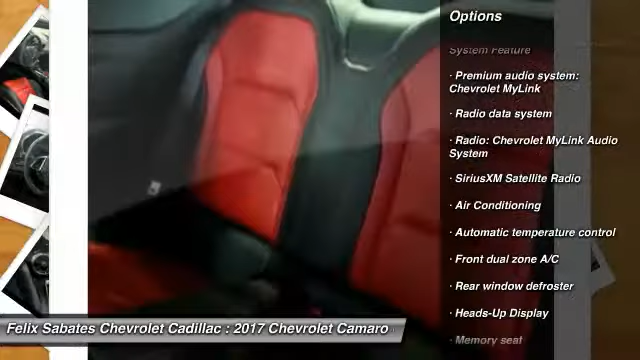 Options
System Feature
· Premium audio system:
Chevrolet MyLink
· Radio data system
· Radio: Chevrolet MyLink Audio
System
· SiriusXM Satellite Radio
· Air Conditioning
· Automatic temperature control
· Front dual zone A/C
· Rear window defroster
· Heads-Up Display
· Memory seat
Felix Sabates Chevrolet Cadillac : 2017 Chevrolet Camaro